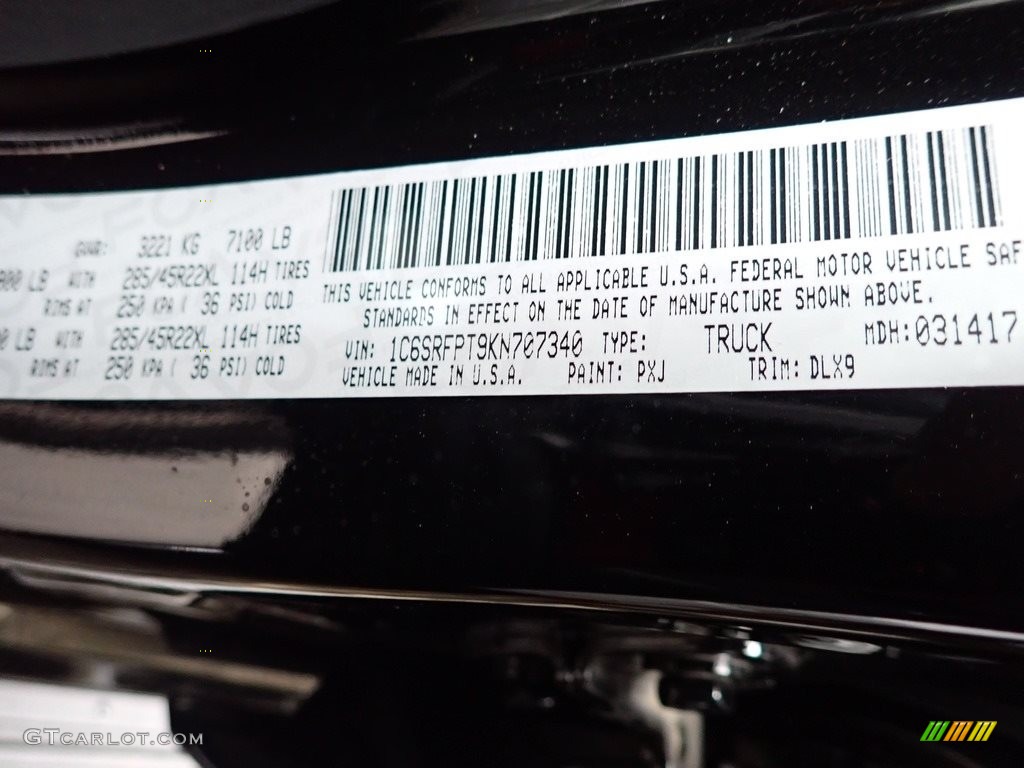 GVWR: 3221 KG 7100 LB
00 LB WITH 285/45R22XL 114H TIRES
RIMS AT 250 KPA ( 36 PSI) COLD
0 LB WITH 285/45R22XL 114H TIRES
RIMS AT 250 KPA ( 36 PSI) COLD
THIS VEHICLE CONFORMS TO ALL APPLICABLE U.S.A. FEDERAL MOTOR VEHICLE SAF
STANDARDS IN EFFECT ON THE DATE OF MANUFACTURE SHOWN ABOVE.
VIN: 1C6SRFPT9KN707340 TYPE: TRUCK MDH:031417
VEHICLE MADE IN U.S.A. PAINT: PXJ TRIM: DLX9
GTcarlot.com